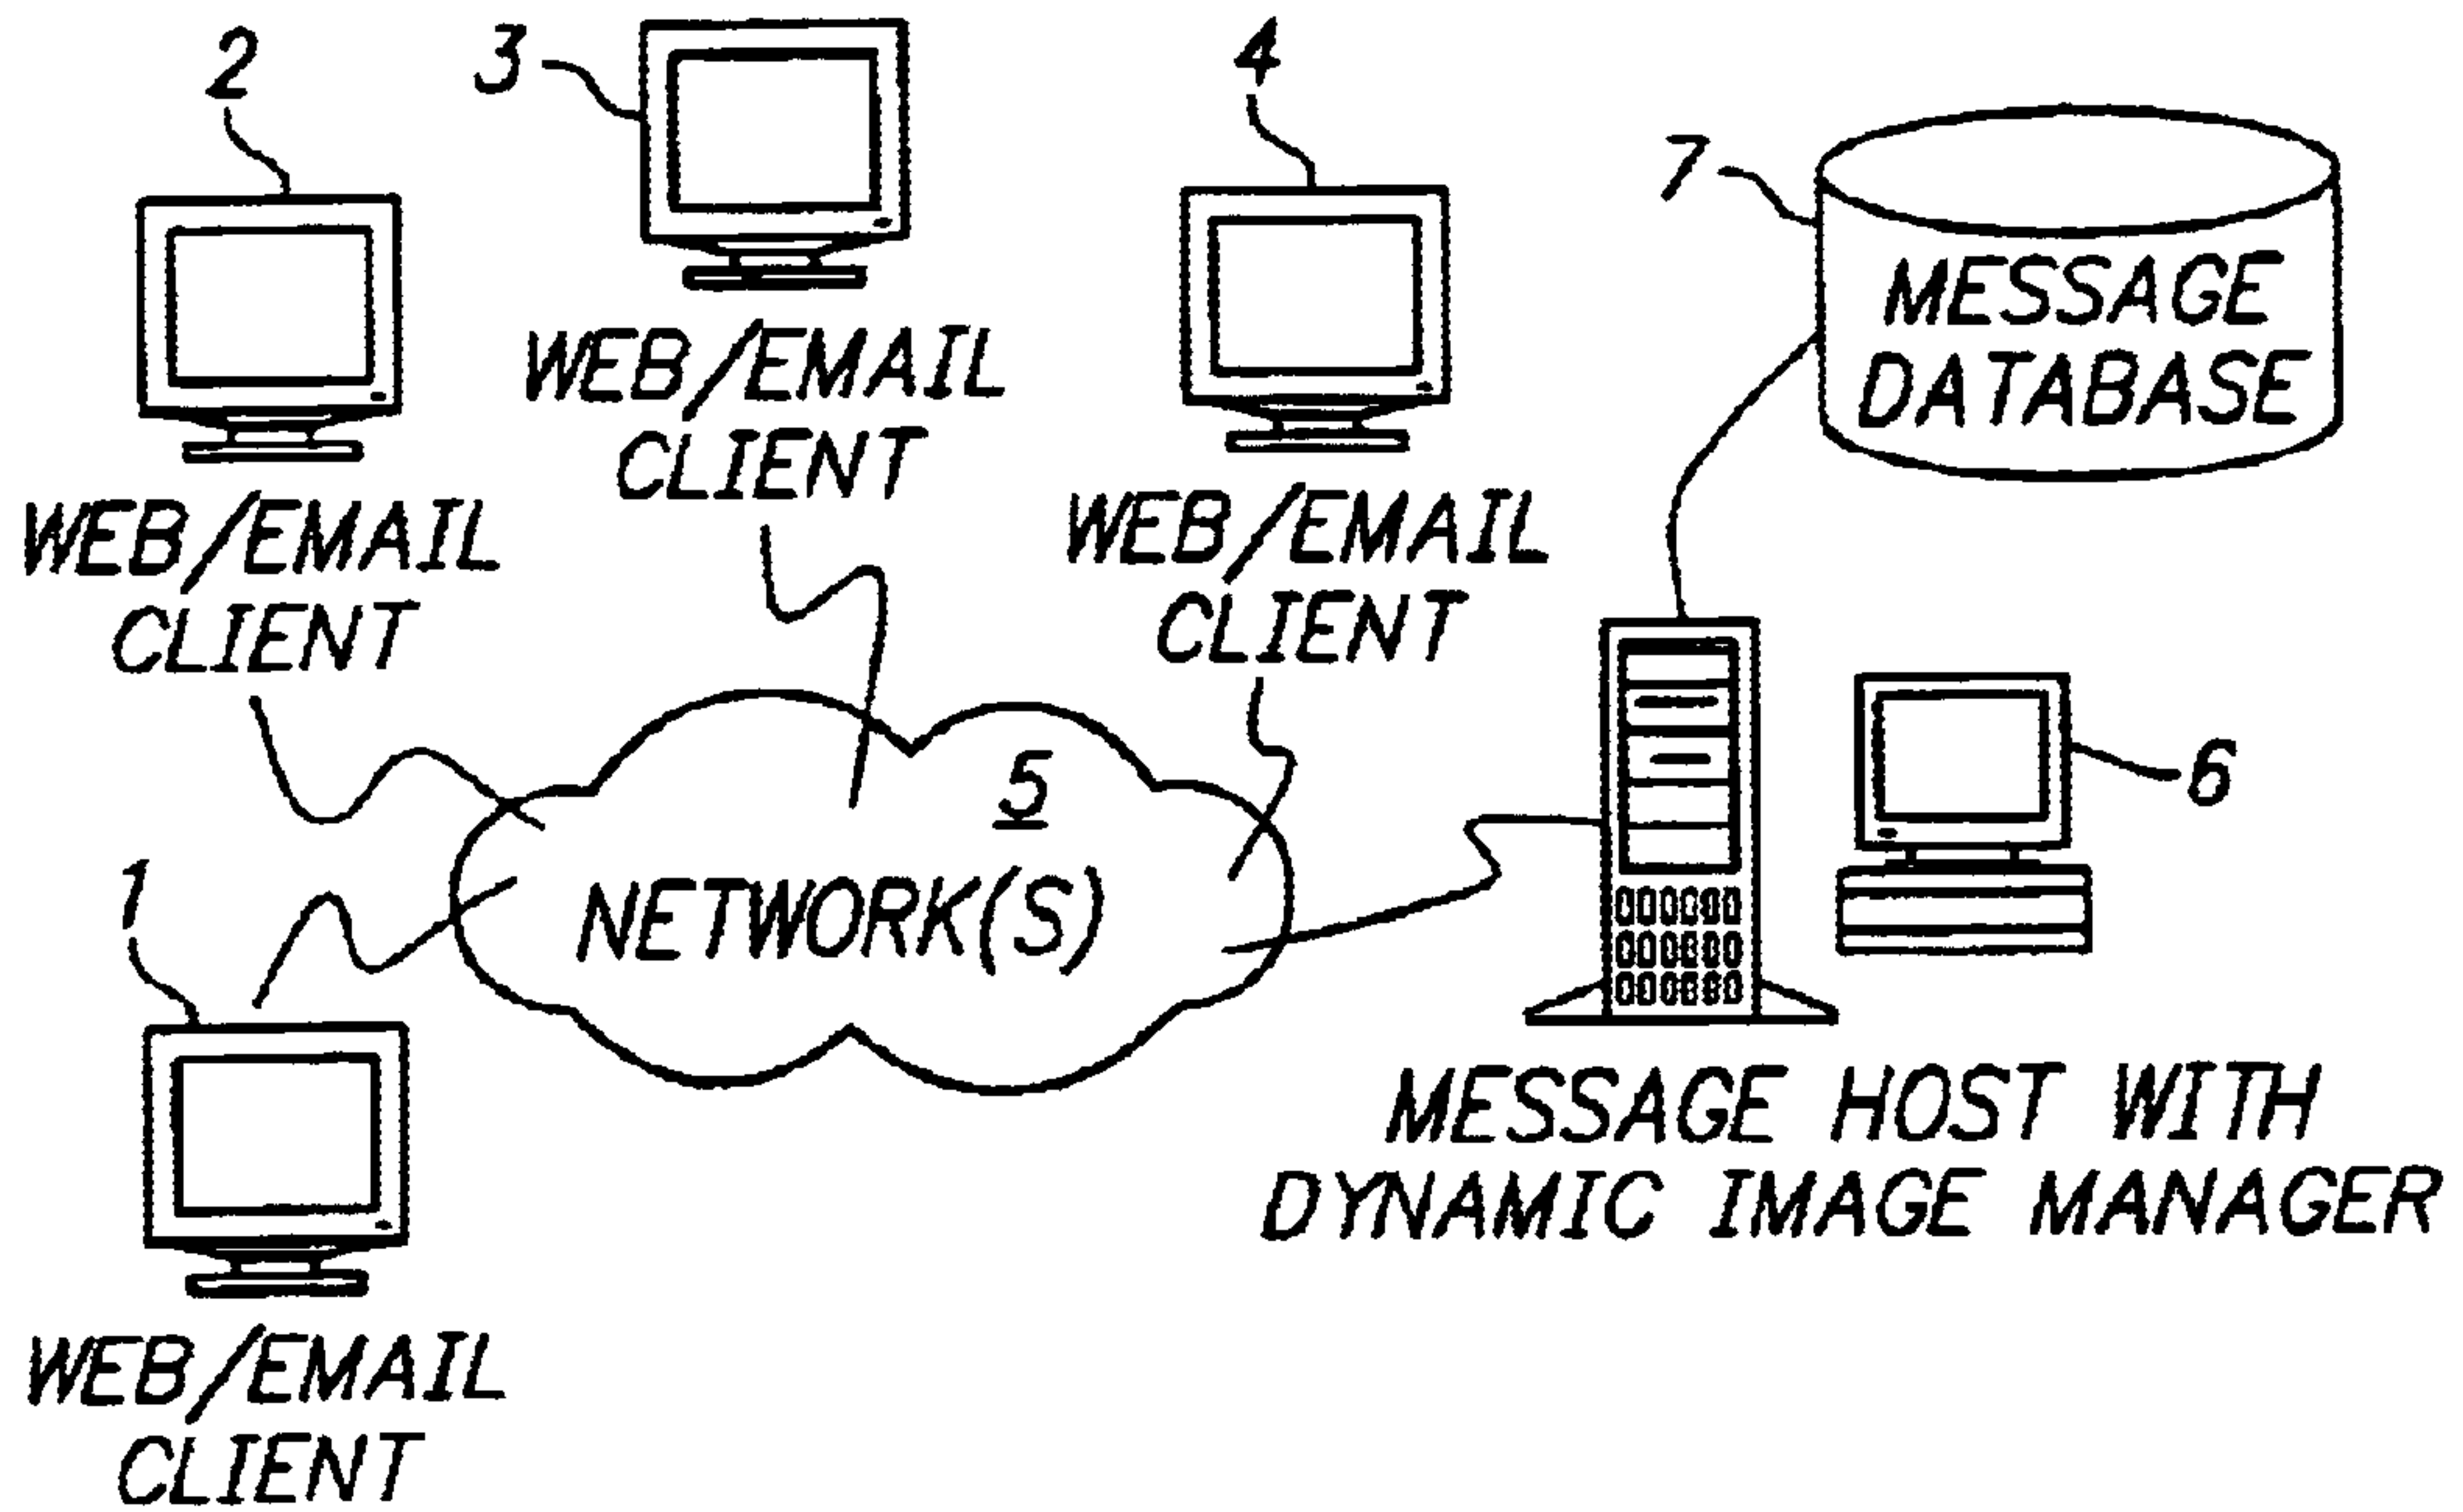 2
3
4
7
MESSAGE
DATABASE
WEB/EMAIL
CLIENT
WEB/EMAIL
CLIENT
WEB/EMAIL
CLIENT
5
NETWORK(S)
6
1
MESSAGE HOST WITH
DYNAMIC IMAGE MANAGER
WEB/EMAIL
CLIENT